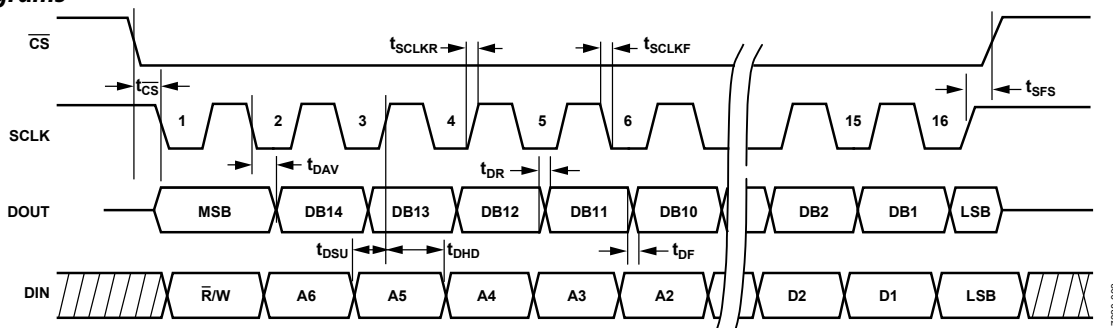 grams
CS
tSCLKR
tSCLKF
tCS
tSFS
SCLK
1 2 3 4 5 6 15 16
tDAV
tDR
DOUT
MSB DB14 DB13 DB12 DB11 DB10 DB2 DB1 LSB
tDSU
tDHD
tDF
DIN
R/W A6 A5 A4 A3 A2 D2 D1 LSB